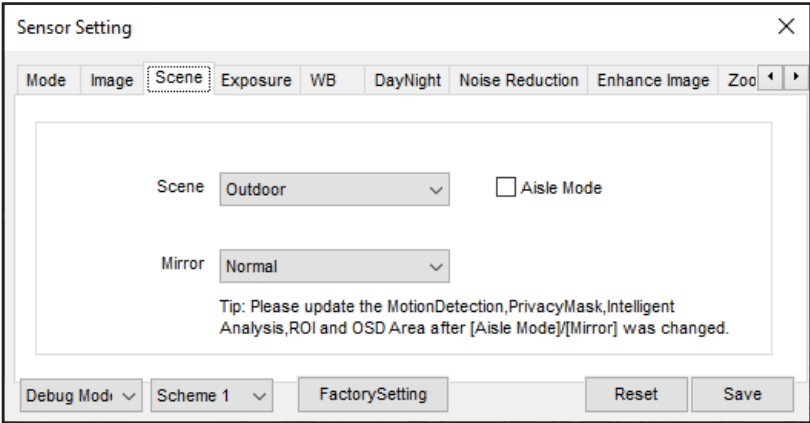 Sensor Setting
Mode Image Scene Exposure WB DayNight Noise Reduction Enhance Image Zoo
Scene Outdoor Aisle Mode
Mirror Normal
Tip: Please update the MotionDetection,PrivacyMask,Intelligent
Analysis,ROI and OSD Area after [Aisle Mode]/[Mirror] was changed.
Debug Mod Scheme 1 FactorySetting Reset Save